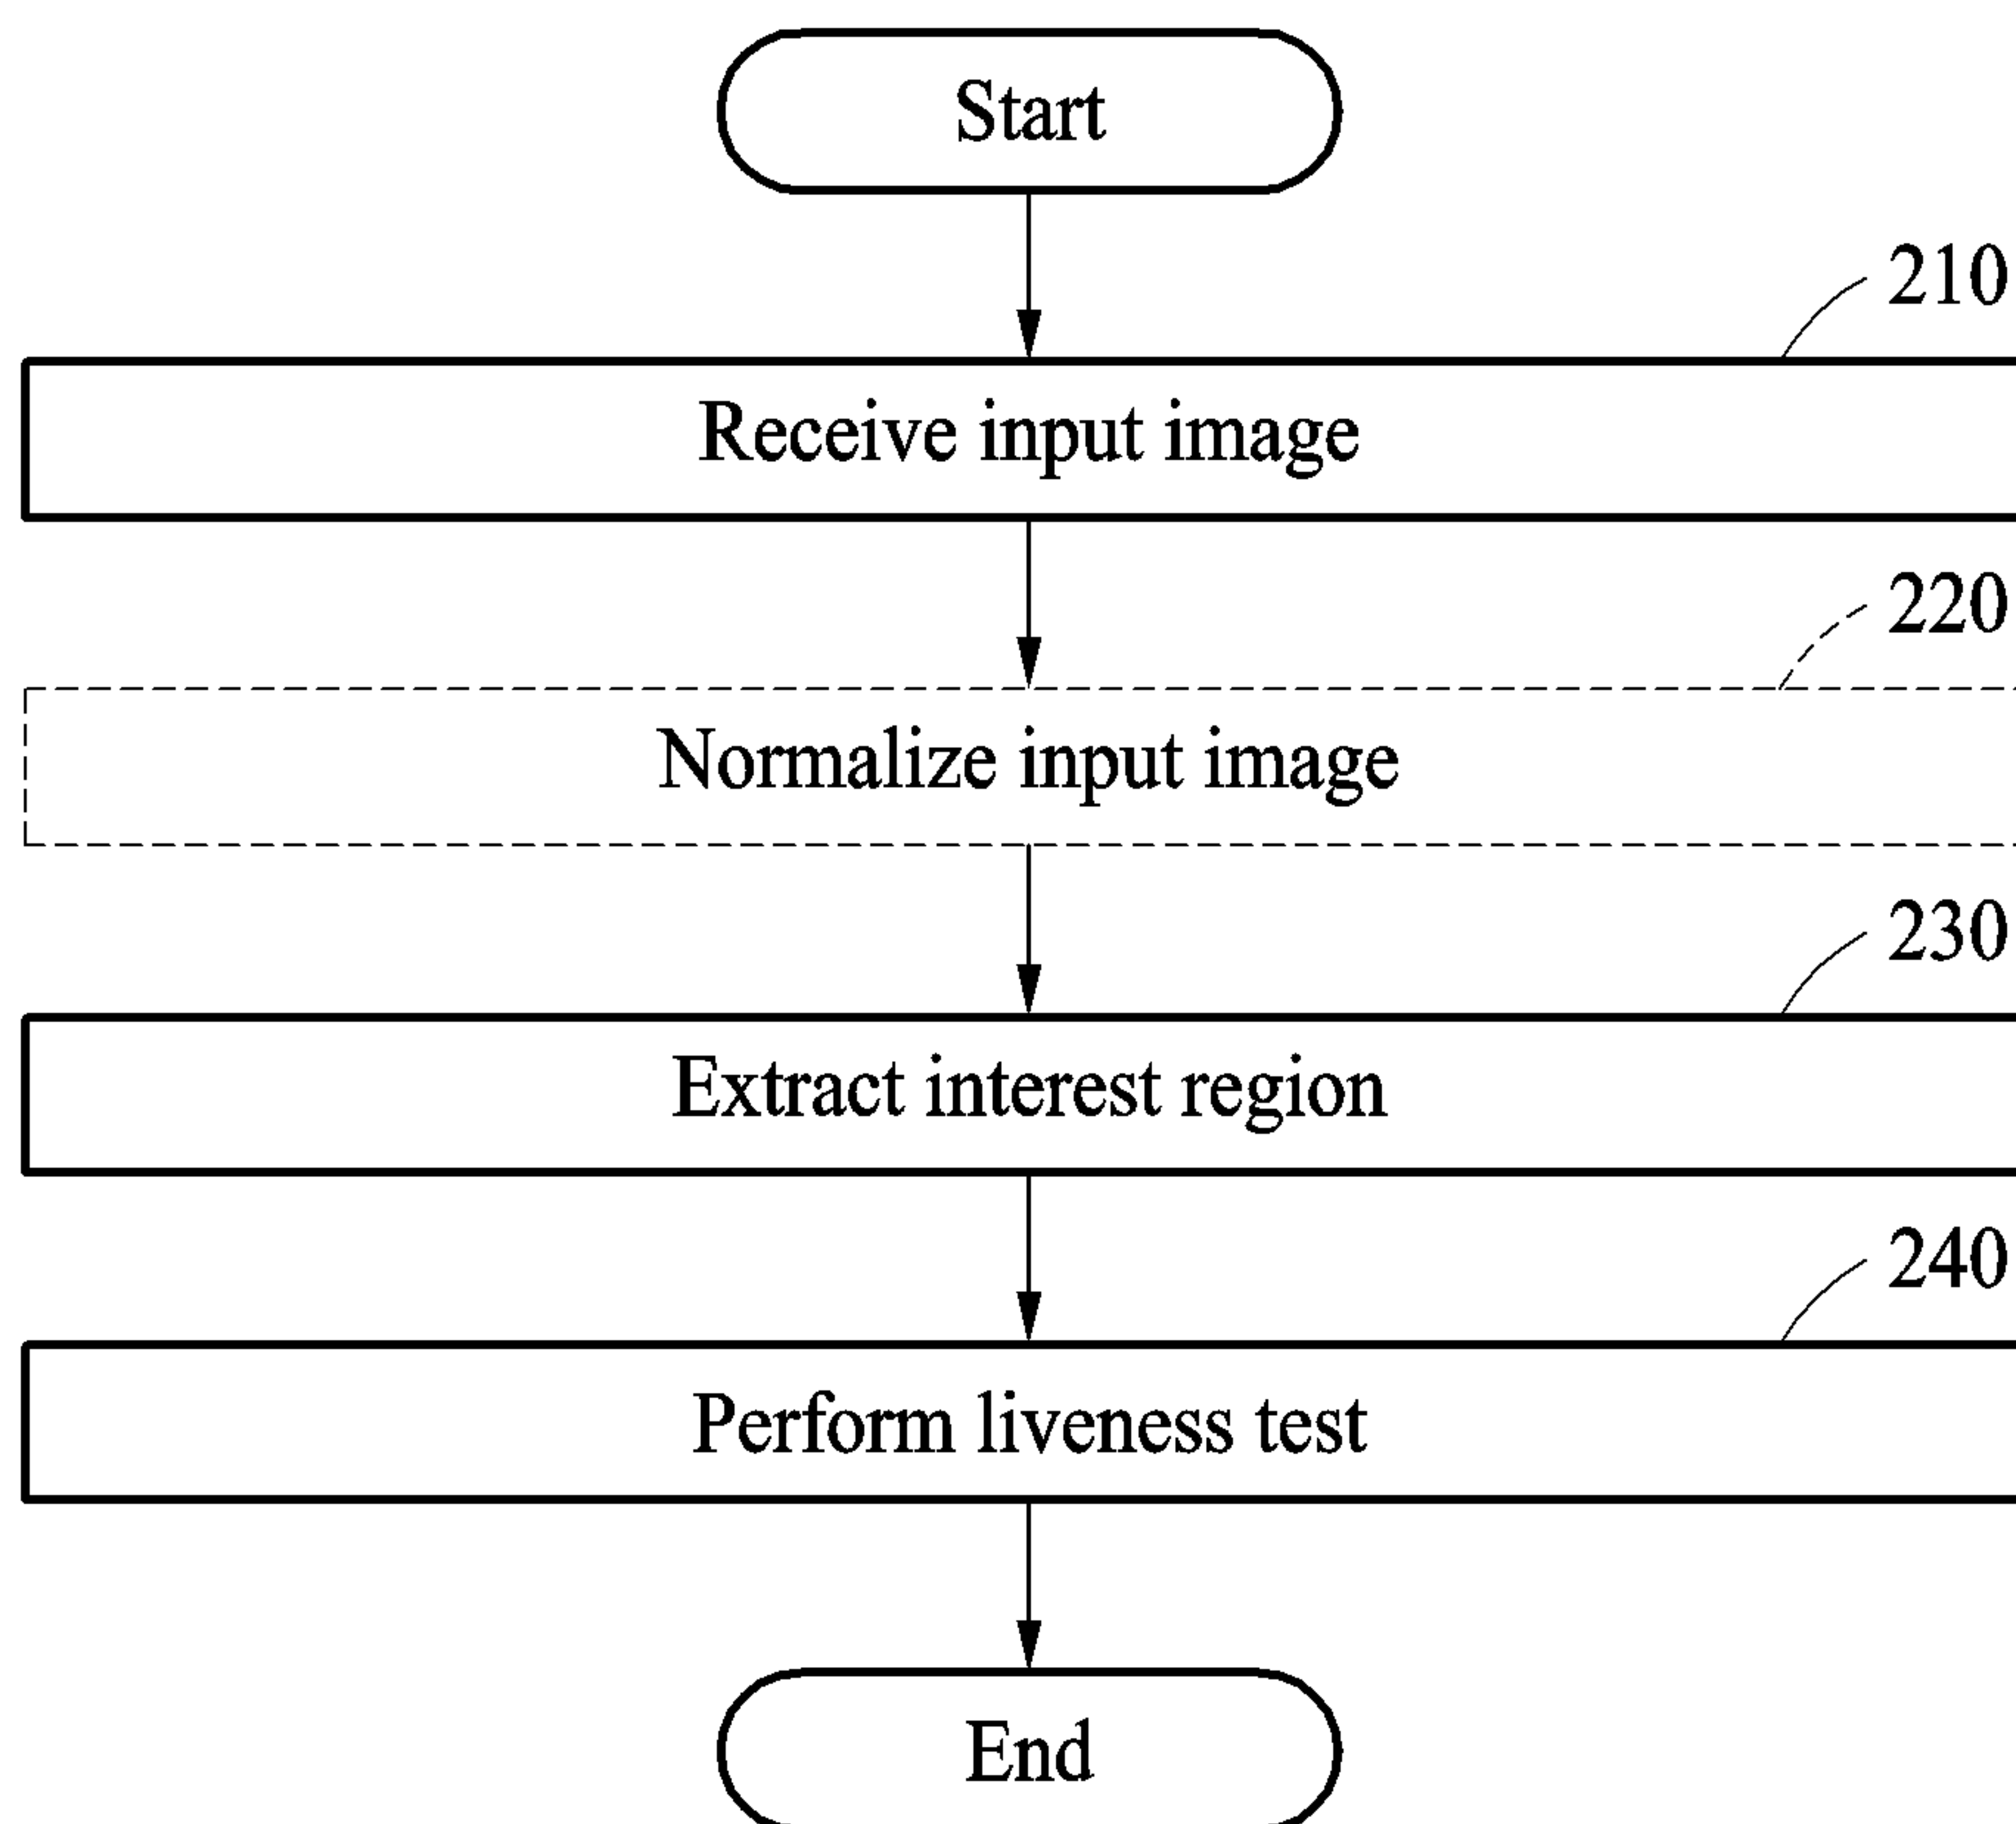 Start
210
Receive input image
220
Normalize input image
230
Extract interest region
240
Perform liveness test
End